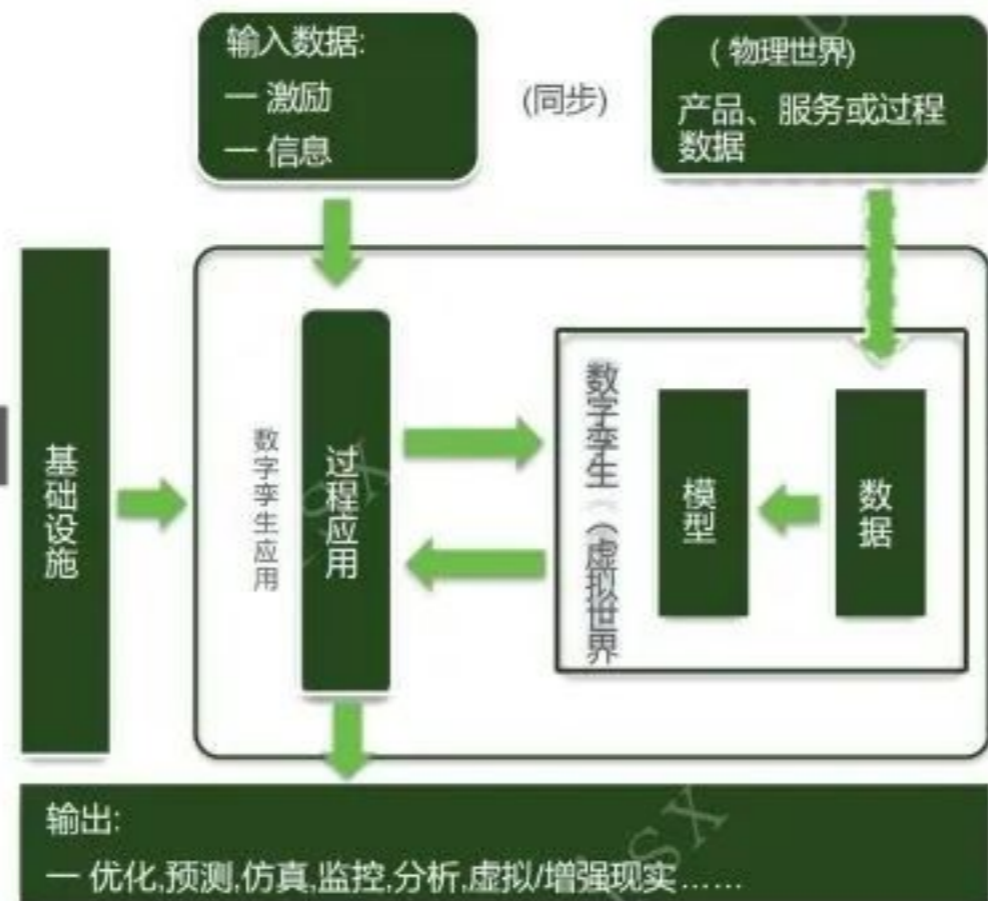 输入数据:
— 激励
— 信息
(同步)
(物理世界)
产品、服务或过程
数据
基础设施
数字孪生应用
过程应用
数字孪生（虚拟世界
模型
数据
输出:
— 优化,预测,仿真,监控,分析,虚拟/增强现实……